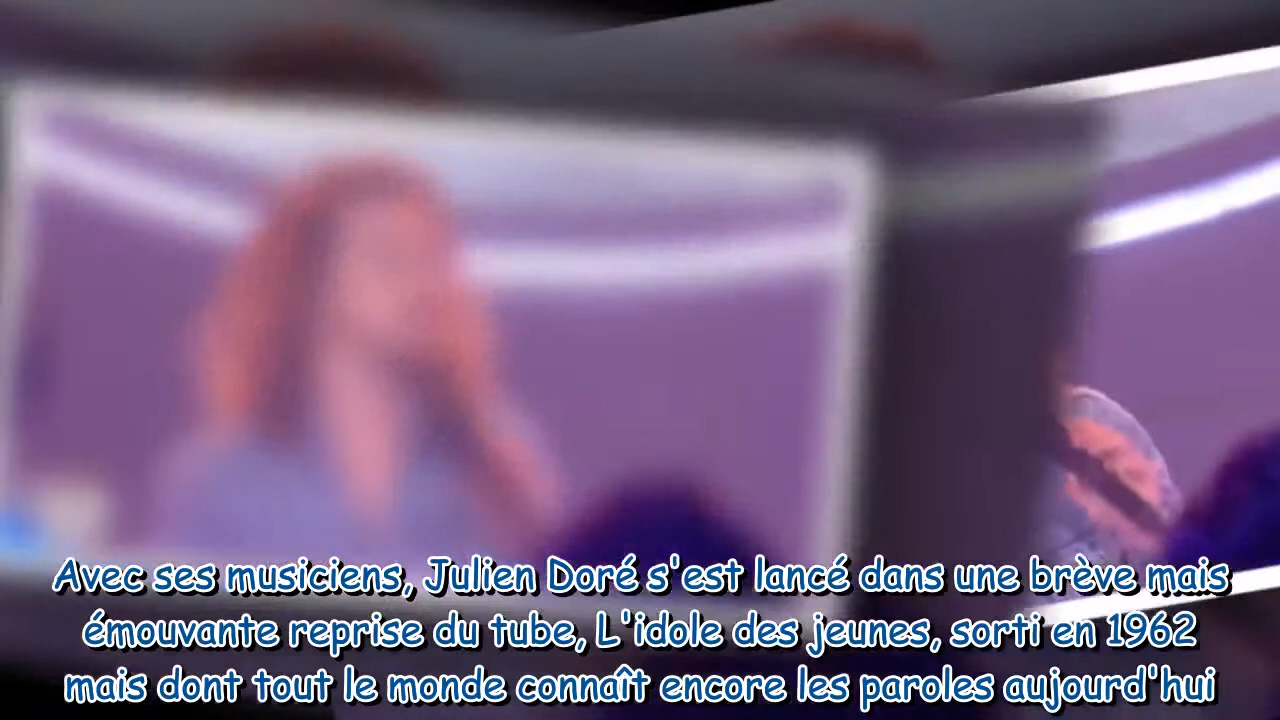 Avec ses musiciens, Julien Doré s'est lancé dans une brève mais
émouvante reprise du tube, L'idole des jeunes, sorti en 1962
mais dont tout le monde connaît encore les paroles aujourd'hui